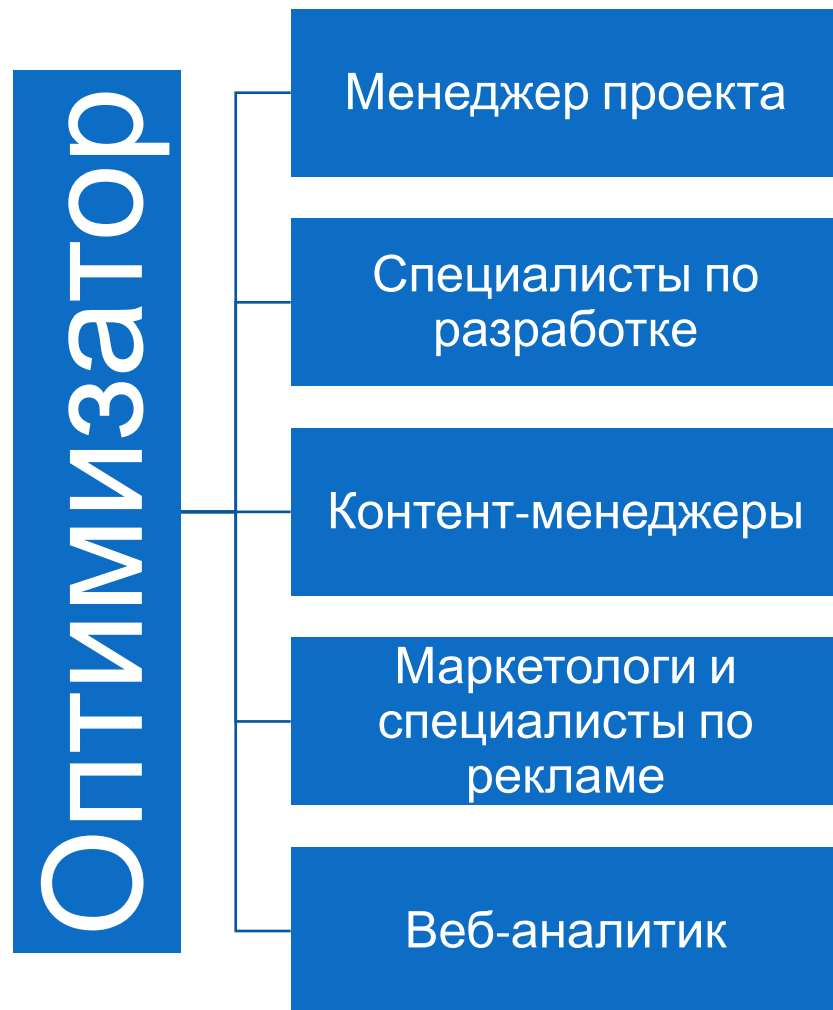 Оптимизатор
Менеджер проекта
Специалисты по
разработке
Контент-менеджеры
Маркетологи и
специалисты по
рекламе
Веб-аналитик